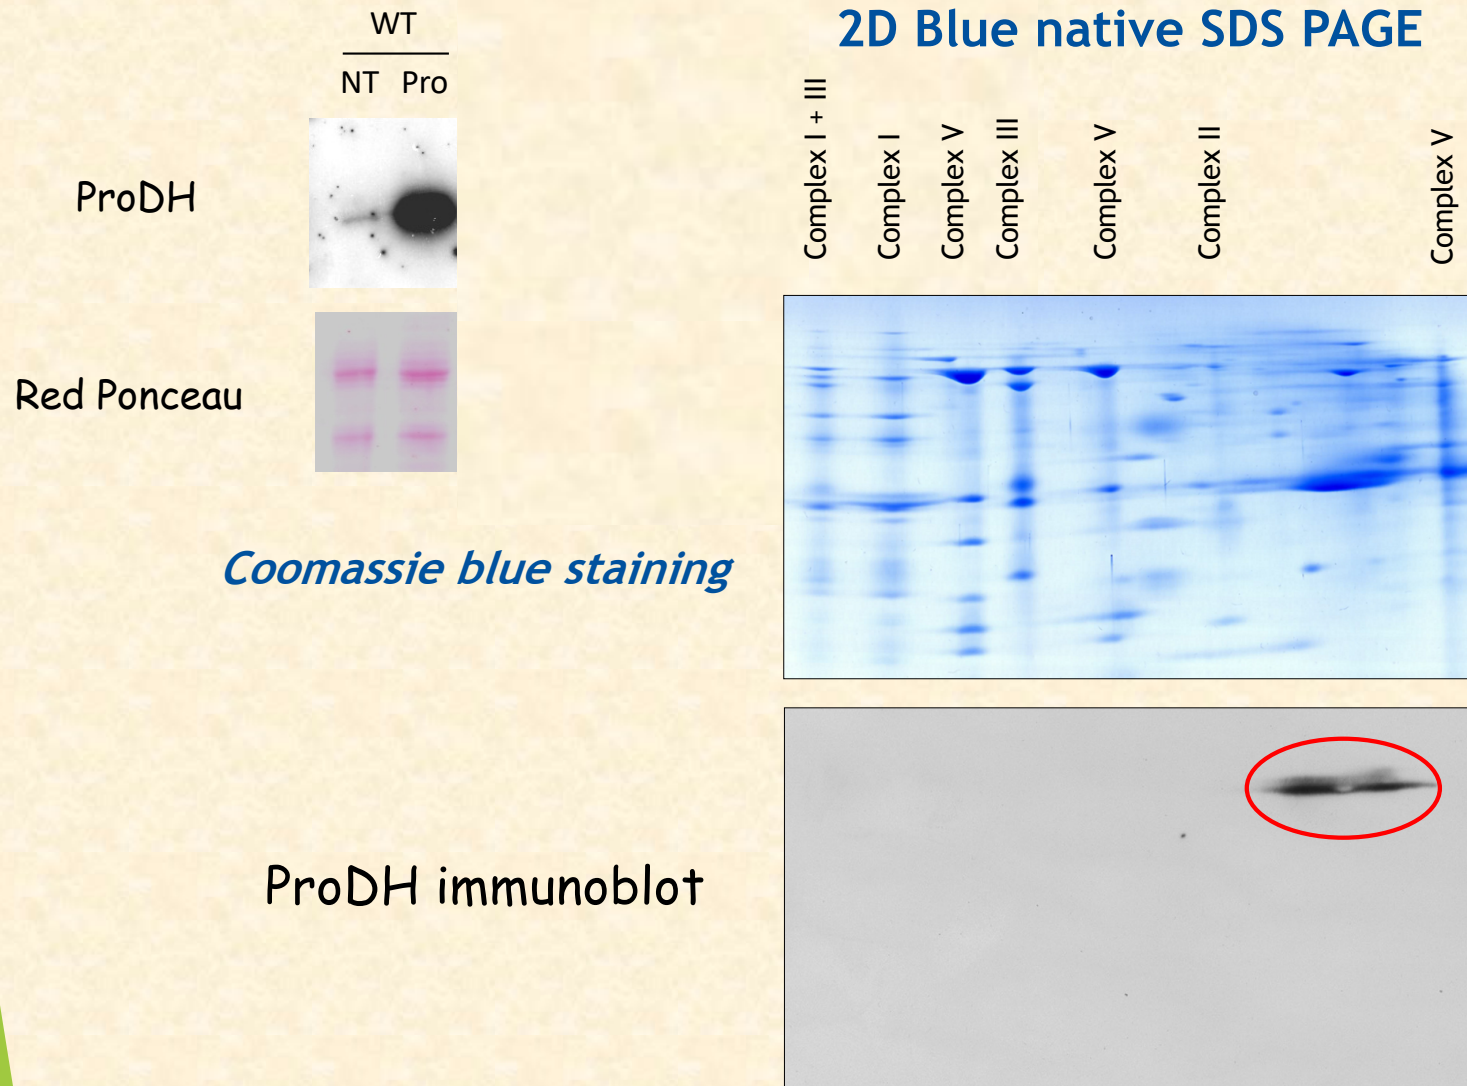 WT
NT Pro
ProDH
Red Ponceau
Coomassie blue staining
ProDH immunoblot
2D Blue native SDS PAGE
Complex I + III
Complex I
Complex V
Complex III
Complex V
Complex II
Complex V